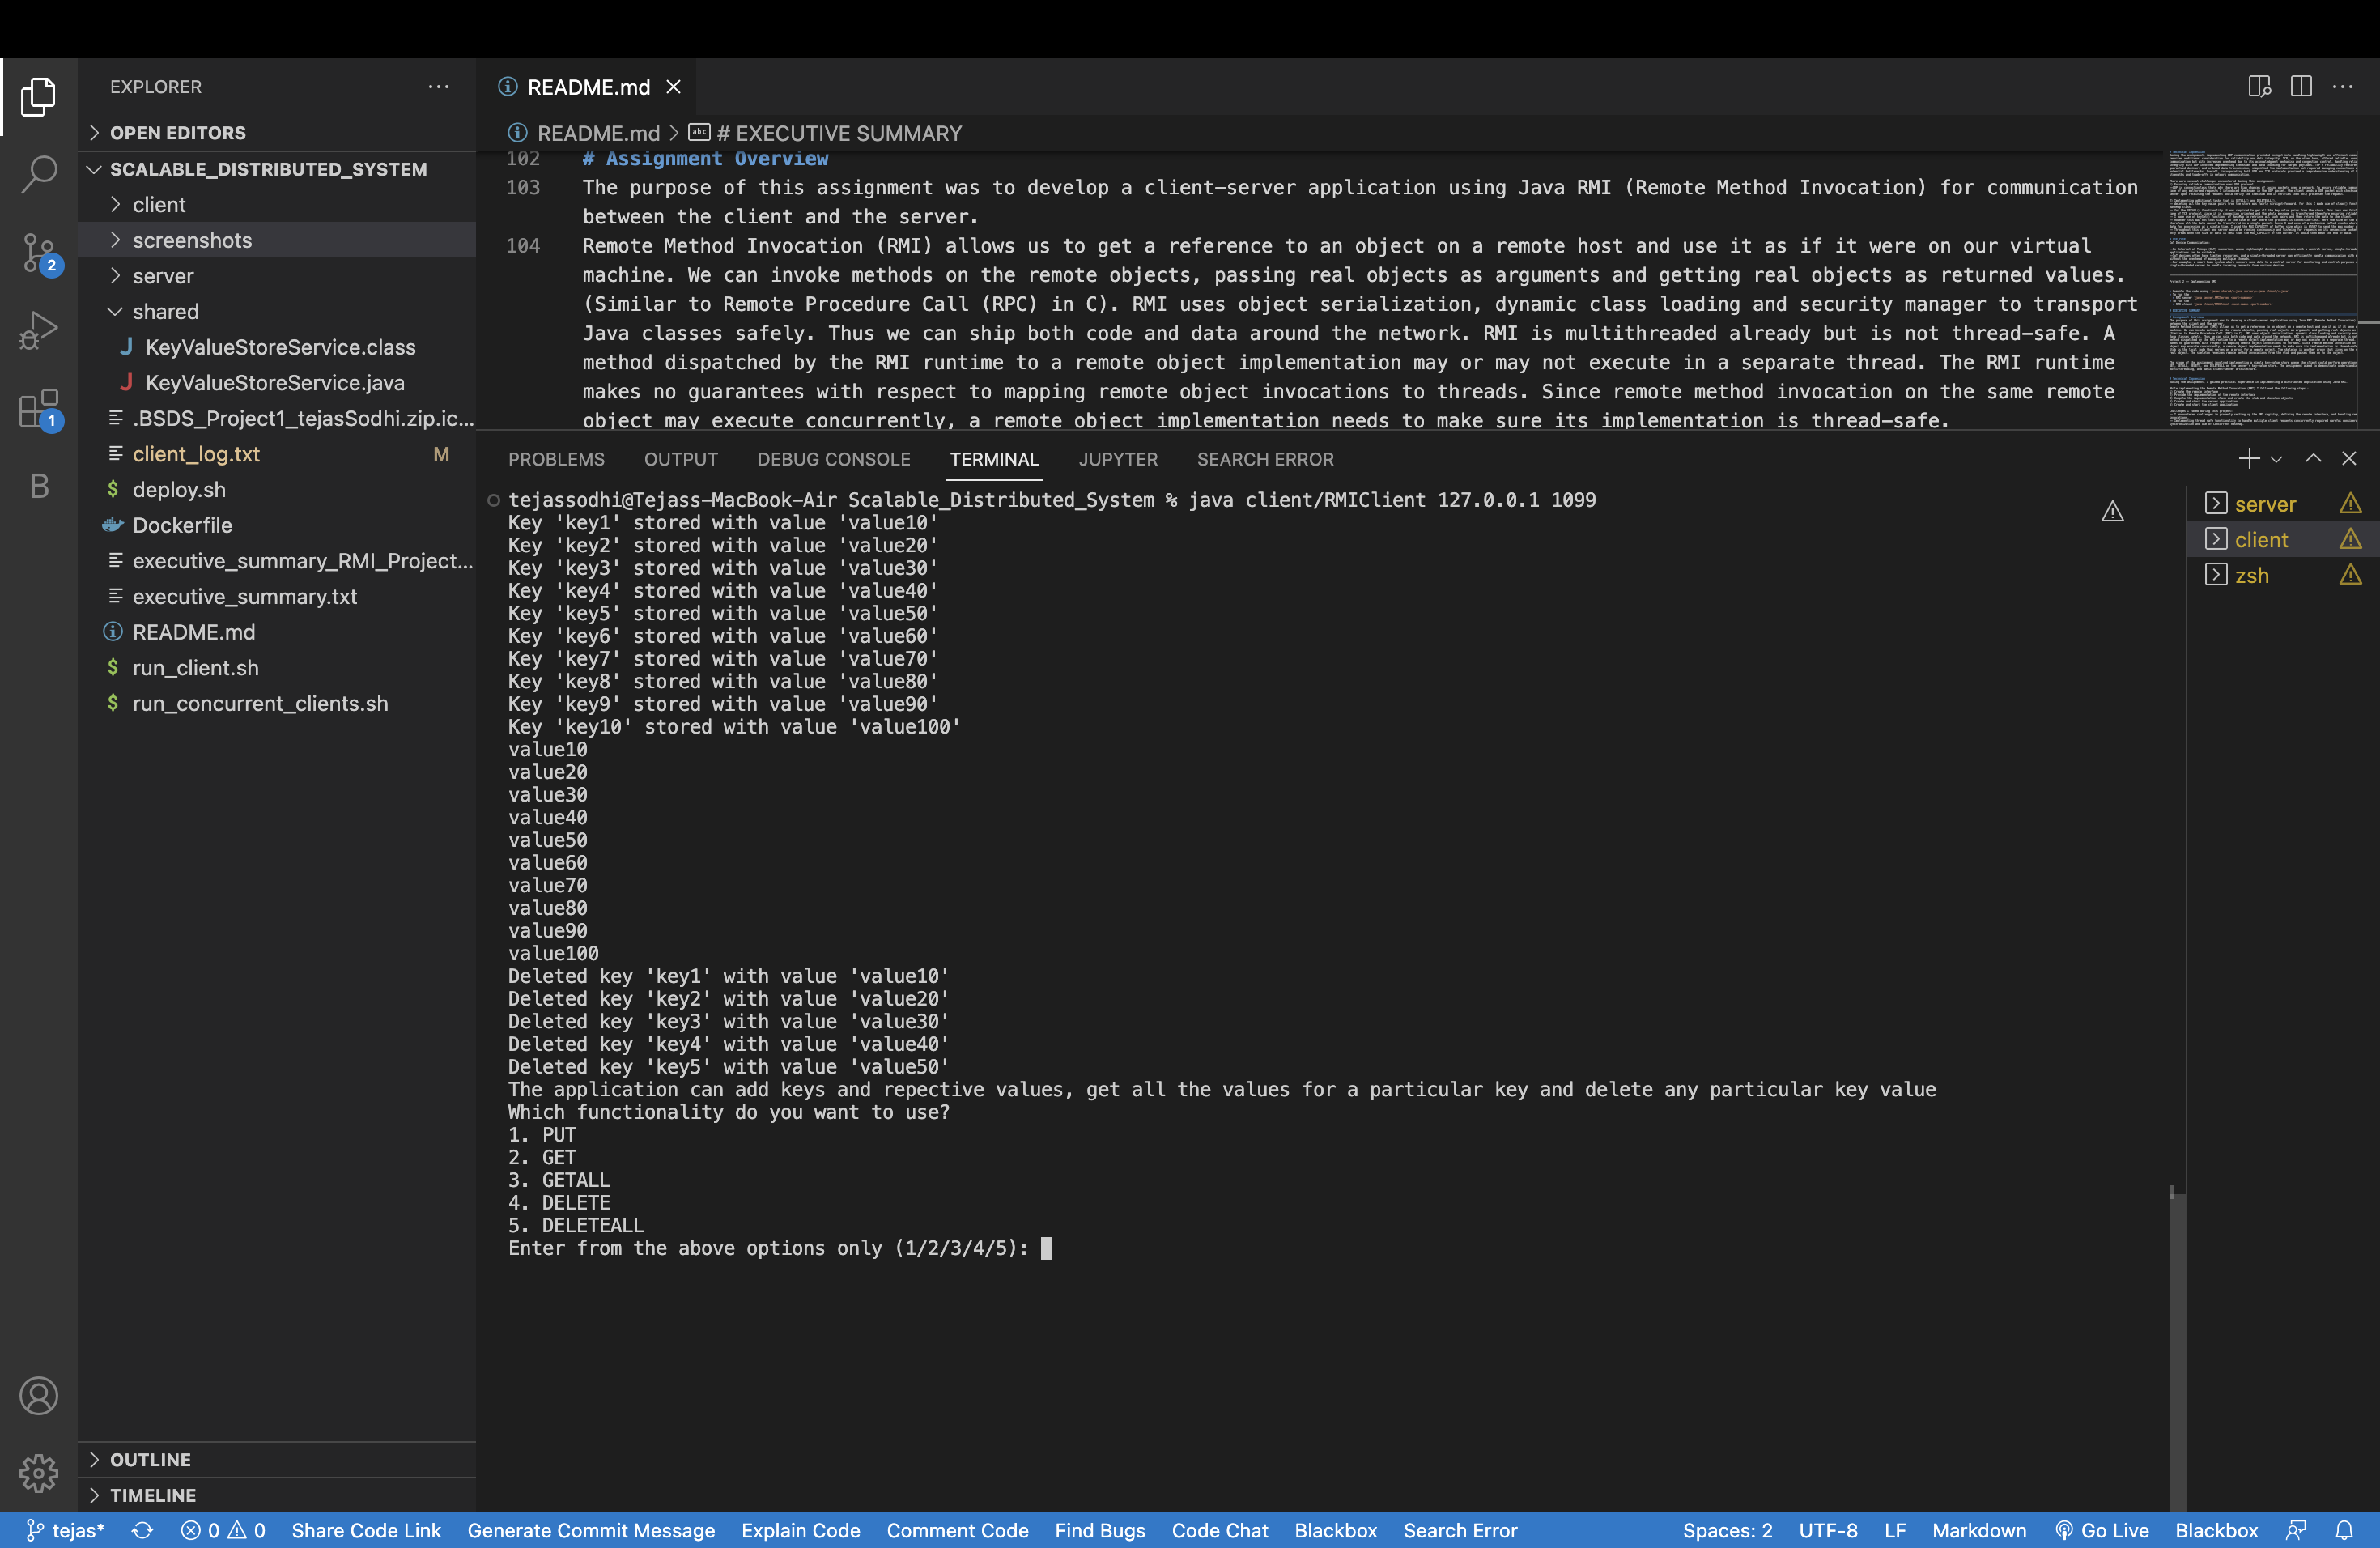 EXPLORER
OPEN EDITORS
SCALABLE_DISTRIBUTED_SYSTEM
client
screenshots
server
shared
KeyValueStoreService.class
KeyValueStoreService.java
.BSDS_Project1_tejasSodhi.zip.ic...
client_log.txt M
deploy.sh
Dockerfile
executive_summary_RMI_Project...
executive_summary.txt
README.md
run_client.sh
run_concurrent_clients.sh
OUTLINE
TIMELINE
2
1
B
README.md
README.md > # EXECUTIVE SUMMARY
102 # Assignment Overview
103 The purpose of this assignment was to develop a client-server application using Java RMI (Remote Method Invocation) for communication
between the client and the server.
104 Remote Method Invocation (RMI) allows us to get a reference to an object on a remote host and use it as if it were on our virtual
machine. We can invoke methods on the remote objects, passing real objects as arguments and getting real objects as returned values.
(Similar to Remote Procedure Call (RPC) in C). RMI uses object serialization, dynamic class loading and security manager to transport
Java classes safely. Thus we can ship both code and data around the network. RMI is multithreaded already but is not thread-safe. A
method dispatched by the RMI runtime to a remote object implementation may or may not execute in a separate thread. The RMI runtime
makes no guarantees with respect to mapping remote object invocations to threads. Since remote method invocation on the same remote
object may execute concurrently, a remote object implementation needs to make sure its implementation is thread-safe.
PROBLEMS OUTPUT DEBUG CONSOLE TERMINAL JUPYTER SEARCH ERROR
tejassodhi@Tejass-MacBook-Air Scalable_Distributed_System % java client/RMIClient 127.0.0.1 1099
Key 'key1' stored with value 'value10'
Key 'key2' stored with value 'value20'
Key 'key3' stored with value 'value30'
Key 'key4' stored with value 'value40'
Key 'key5' stored with value 'value50'
Key 'key6' stored with value 'value60'
Key 'key7' stored with value 'value70'
Key 'key8' stored with value 'value80'
Key 'key9' stored with value 'value90'
Key 'key10' stored with value 'value100'
value10
value20
value30
value40
value50
value60
value70
value80
value90
value100
Deleted key 'key1' with value 'value10'
Deleted key 'key2' with value 'value20'
Deleted key 'key3' with value 'value30'
Deleted key 'key4' with value 'value40'
Deleted key 'key5' with value 'value50'
The application can add keys and repective values, get all the values for a particular key and delete any particular key value
Which functionality do you want to use?
1. PUT
2. GET
3. GETALL
4. DELETE
5. DELETEALL
Enter from the above options only (1/2/3/4/5):
server
client
zsh
tejas* 0 0 Share Code Link Generate Commit Message Explain Code Comment Code Find Bugs Code Chat Blackbox Search Error Spaces: 2 UTF-8 LF Markdown Go Live Blackbox